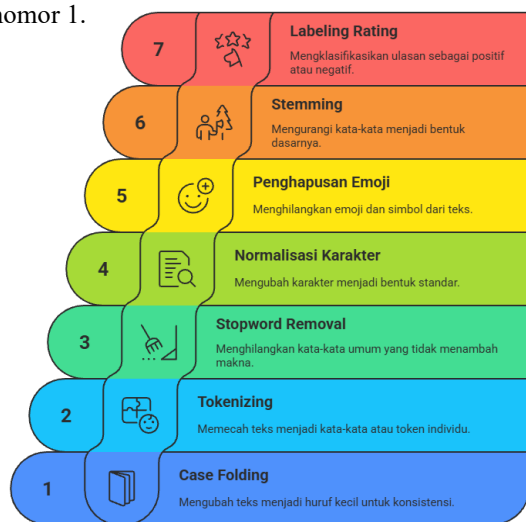 nomor 1.
7
Labeling Rating
Mengklasifikasikan ulasan sebagai positif
atau negatif.
6
Stemming
Mengurangi kata-kata menjadi bentuk
dasarnya.
5
Penghapusan Emoji
Menghilangkan emoji dan simbol dari teks.
4
Normalisasi Karakter
Mengubah karakter menjadi bentuk standar.
3
Stopword Removal
Menghilangkan kata-kata umum yang tidak menambah
makna.
2
Tokenizing
Memecah teks menjadi kata-kata atau token individu.
1
Case Folding
Mengubah teks menjadi huruf kecil untuk konsistensi.